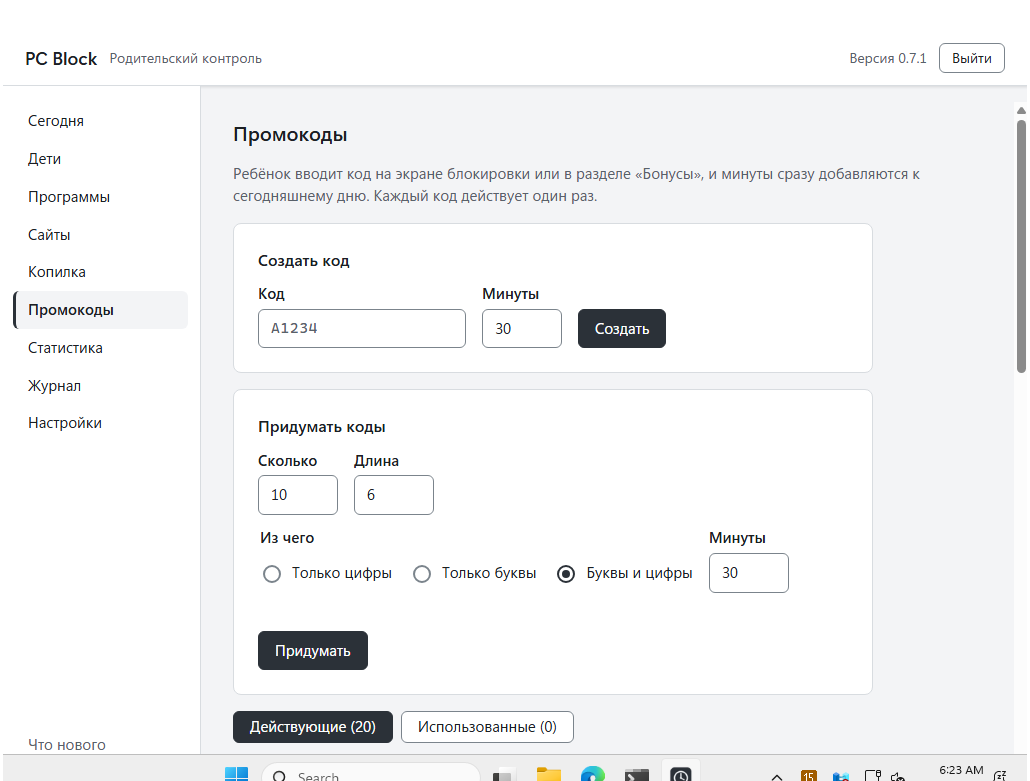 PC Block Родительский контроль Версия 0.7.1 Выйти
Сегодня
Дети
Программы
Сайты
Копилка
Промокоды
Статистика
Журнал
Настройки
Что нового
Промокоды
Ребёнок вводит код на экране блокировки или в разделе «Бонусы», и минуты сразу добавляются к
сегодняшнему дню. Каждый код действует один раз.
Создать код
Код Минуты
A1234 30 Создать
Придумать коды
Сколько Длина
10 6
Из чего Минуты
Только цифры Только буквы Буквы и цифры 30
Придумать
Действующие (20) Использованные (0)
Search 15 6:23 AM